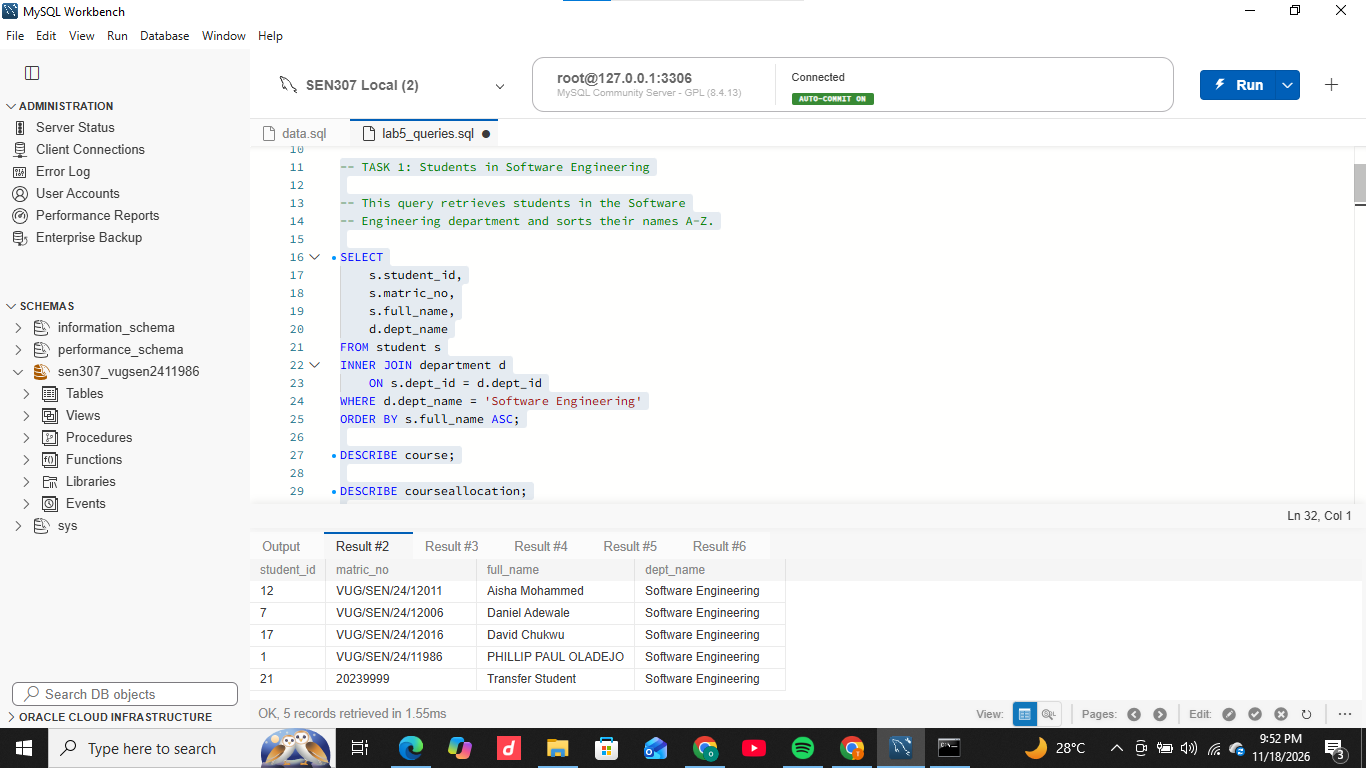 MySQL Workbench
File Edit View Run Database Window Help
SEN307 Local (2)
root@127.0.0.1:3306
MySQL Community Server - GPL (8.4.13)
Connected
AUTO-COMMIT ON
Run
ADMINISTRATION
Server Status
Client Connections
Error Log
User Accounts
Performance Reports
Enterprise Backup
SCHEMAS
information_schema
performance_schema
sen307_vugsen2411986
Tables
Views
Procedures
Functions
Libraries
Events
sys
Search DB objects
ORACLE CLOUD INFRASTRUCTURE
data.sql lab5_queries.sql
10
11 -- TASK 1: Students in Software Engineering
12
13 -- This query retrieves students in the Software
14 -- Engineering department and sorts their names A-Z.
15
16 SELECT
17 s.student_id,
18 s.matric_no,
19 s.full_name,
20 d.dept_name
21 FROM student s
22 INNER JOIN department d
23 ON s.dept_id = d.dept_id
24 WHERE d.dept_name = 'Software Engineering'
25 ORDER BY s.full_name ASC;
26
27 DESCRIBE course;
28
29 DESCRIBE courseallocation;
Ln 32, Col 1
Output Result #2 Result #3 Result #4 Result #5 Result #6
student_id matric_no full_name dept_name
12 VUG/SEN/24/12011 Aisha Mohammed Software Engineering
7 VUG/SEN/24/12006 Daniel Adewale Software Engineering
17 VUG/SEN/24/12016 David Chukwu Software Engineering
1 VUG/SEN/24/11986 PHILLIP PAUL OLADEJO Software Engineering
21 20239999 Transfer Student Software Engineering
OK, 5 records retrieved in 1.55ms
View: Pages: Edit:
Type here to search
28°C
9:52 PM
11/18/2026
3